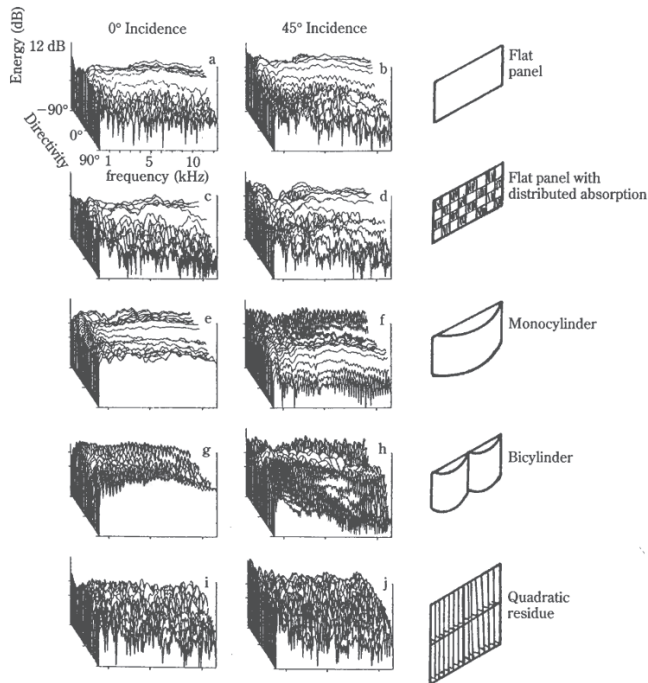 0° Incidence
45° Incidence
Energy (dB)
12 dB
−90°
0°
90°
Directivity
1
5
10
frequency (kHz)
a
b
Flat
panel
c
d
Flat panel with
distributed absorption
e
f
Monocylinder
g
h
Bicylinder
i
j
Quadratic
residue